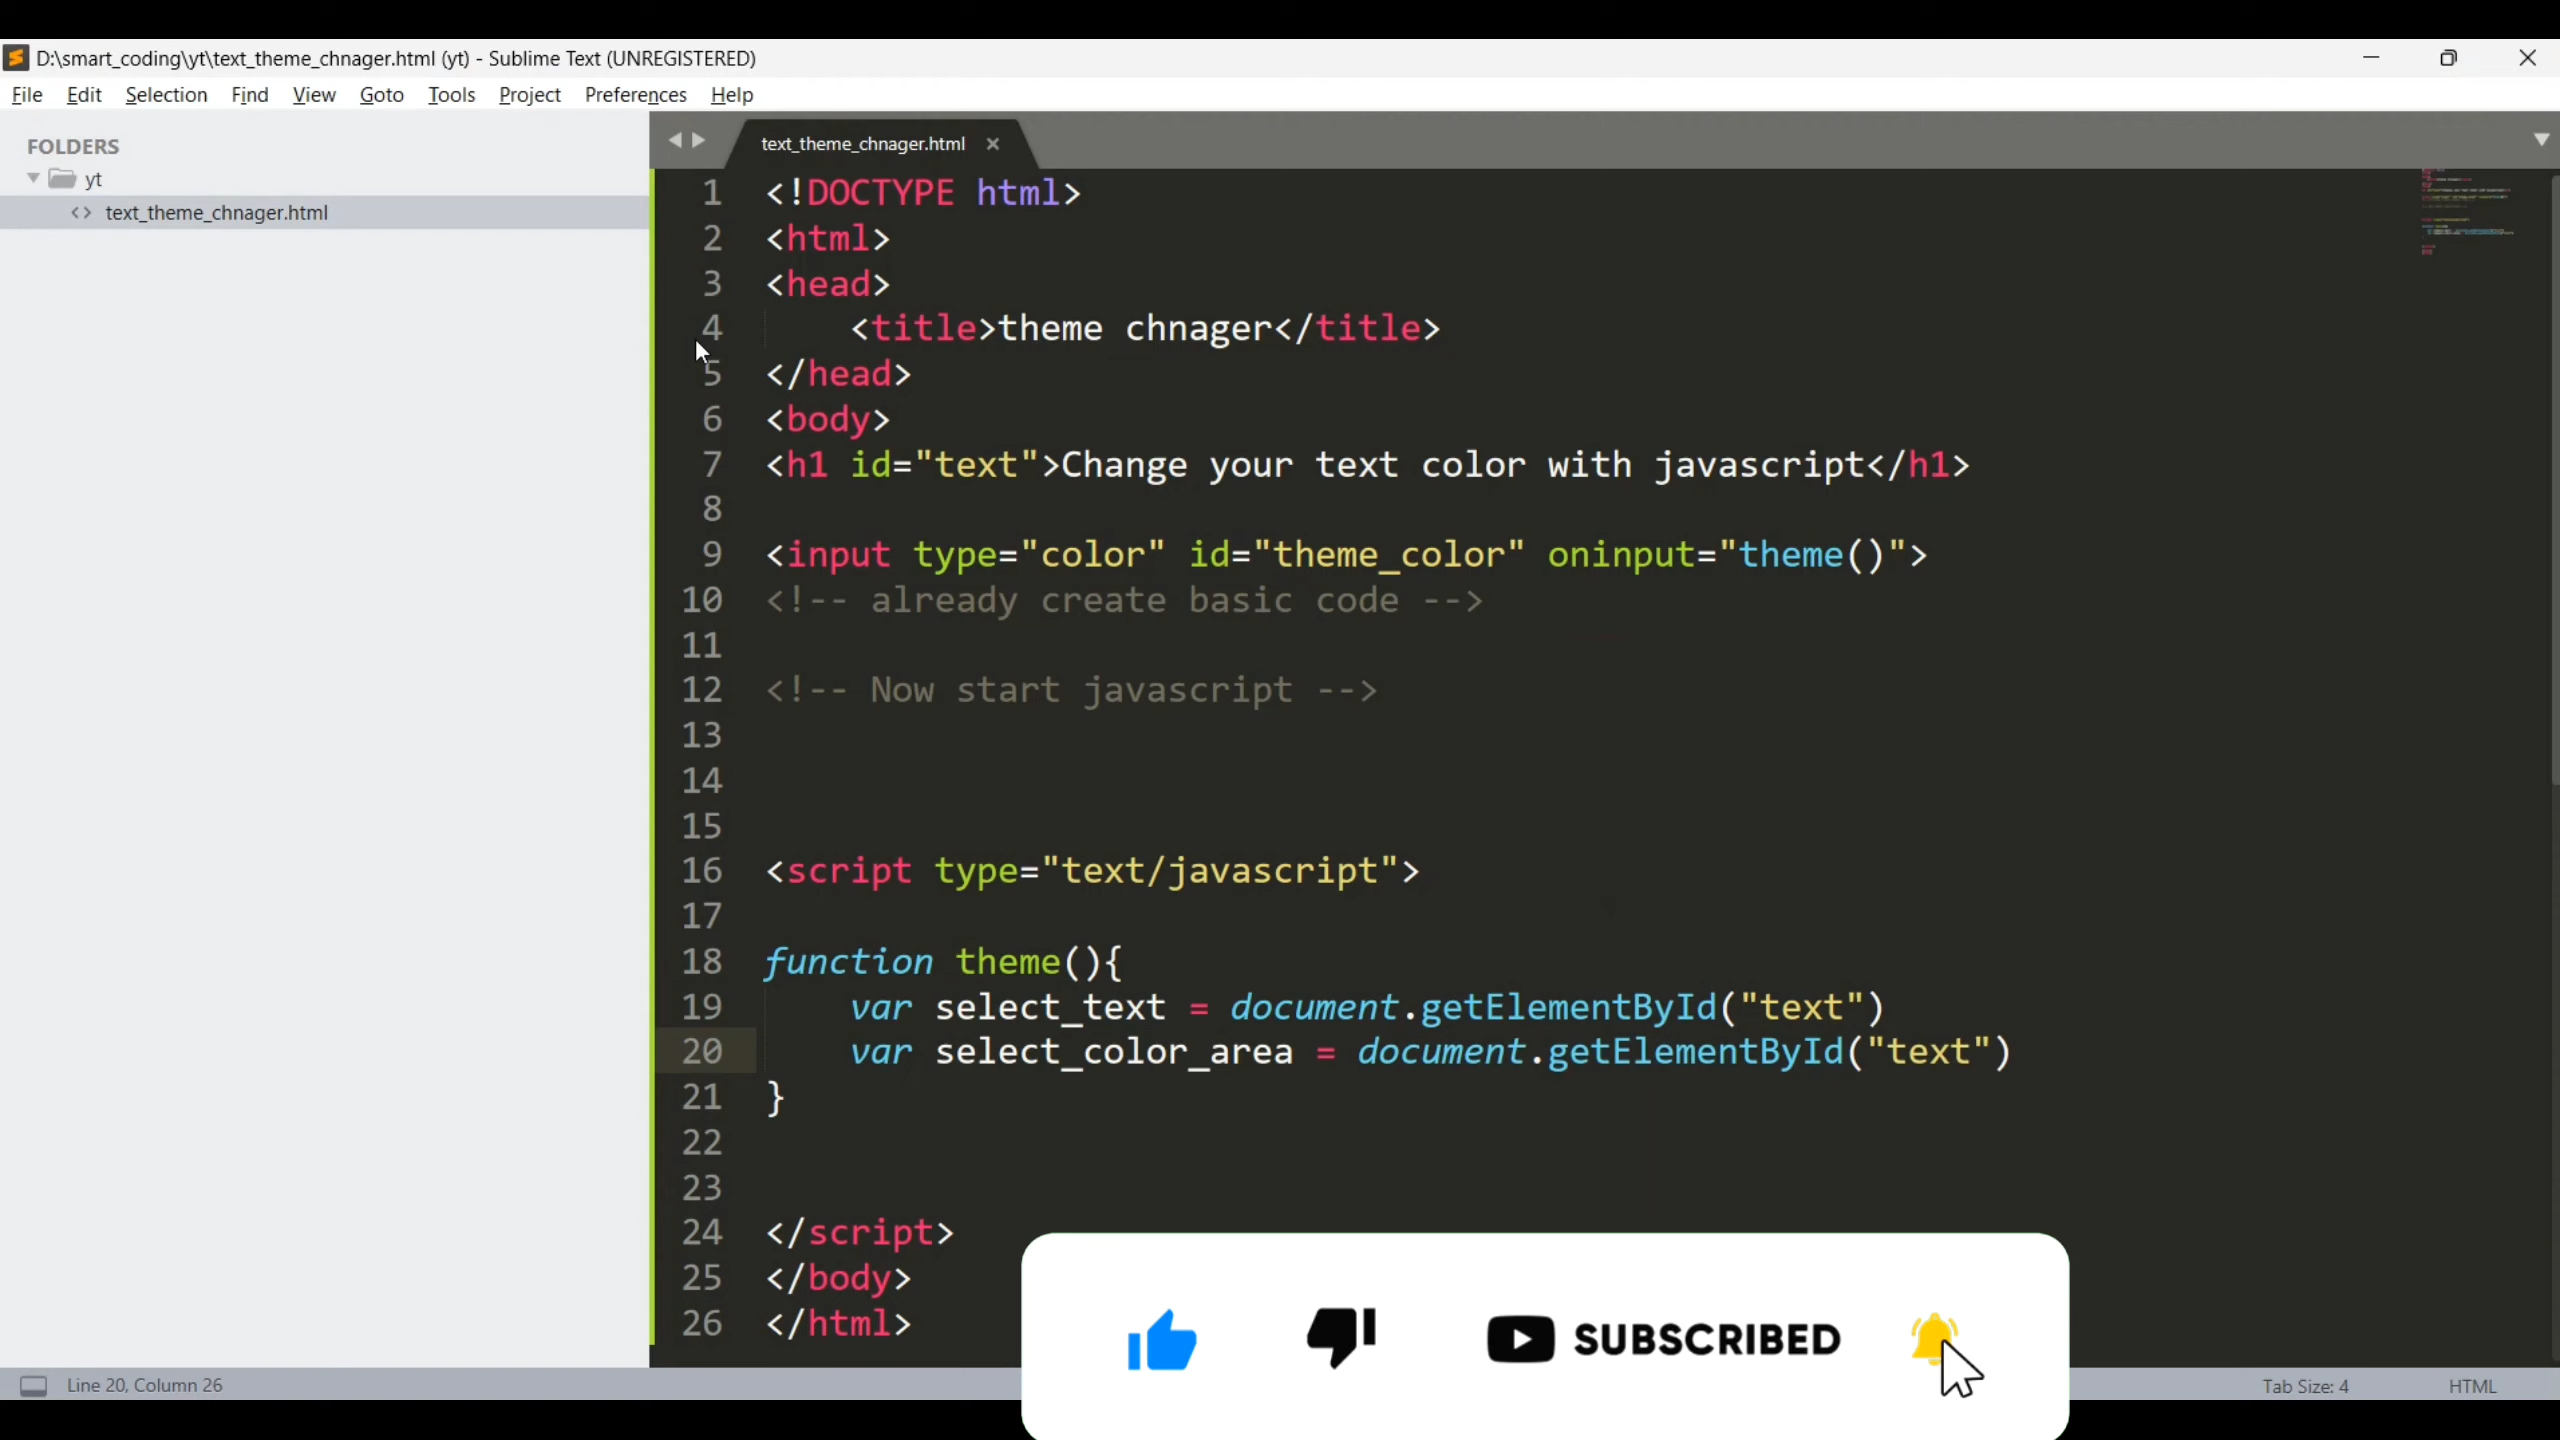 D:\smart_coding\yt\text_theme_chnager.html (yt) - Sublime Text (UNREGISTERED)
File Edit Selection Find View Goto Tools Project Preferences Help
FOLDERS
yt
<> text_theme_chnager.html
text_theme_chnager.html
1 <!DOCTYPE html>
2 <html>
3 <head>
4     <title>theme chnager</title>
5 </head>
6 <body>
7 <h1 id="text">Change your text color with javascript</h1>
8
9 <input type="color" id="theme_color" oninput="theme()">
10 <!-- already create basic code -->
11
12 <!-- Now start javascript -->
13
14
15
16 <script type="text/javascript">
17
18 function theme(){
19     var select_text = document.getElementById("text")
20     var select_color_area = document.getElementById("text")
21 }
22
23
24 </script>
25 </body>
26 </html>
SUBSCRIBED
Line 20, Column 26
Tab Size: 4
HTML